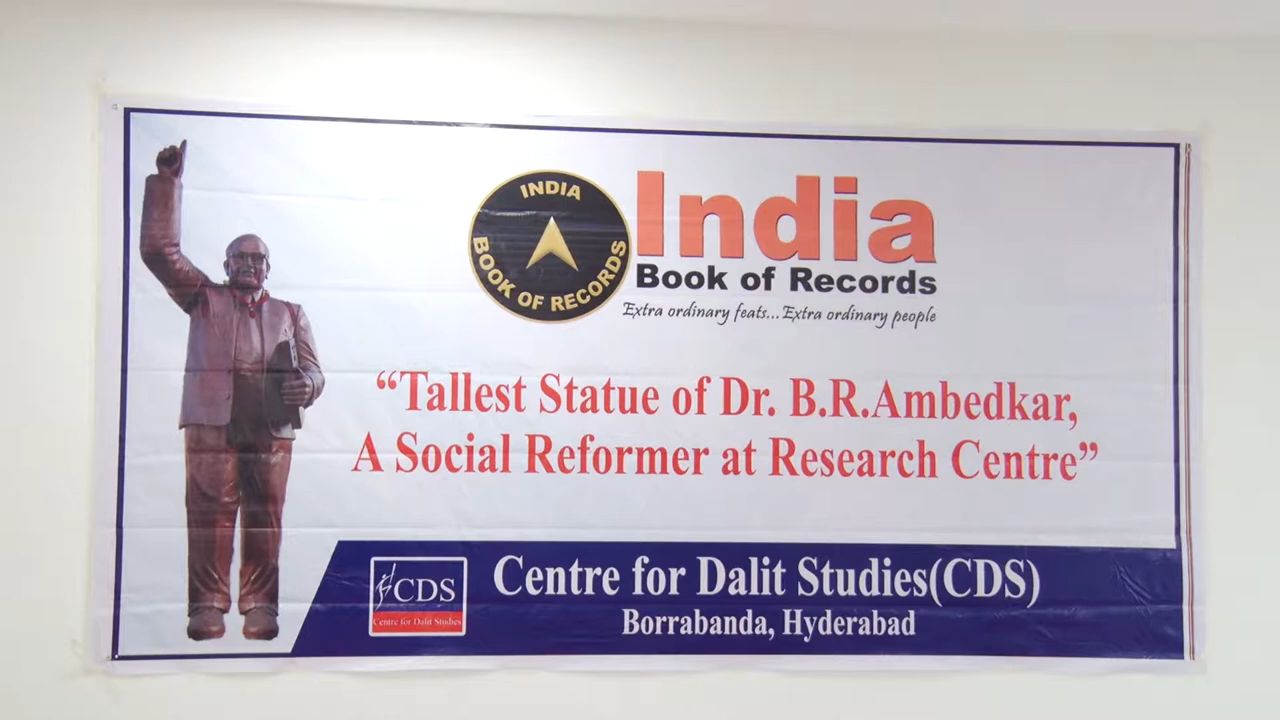 INDIA
BOOK OF RECORDS
India
Book of Records
Extra ordinary feats... Extra ordinary people
“Tallest Statue of Dr. B.R.Ambedkar,
A Social Reformer at Research Centre”
CDS
Centre for Dalit Studies
Centre for Dalit Studies(CDS)
Borrabanda, Hyderabad